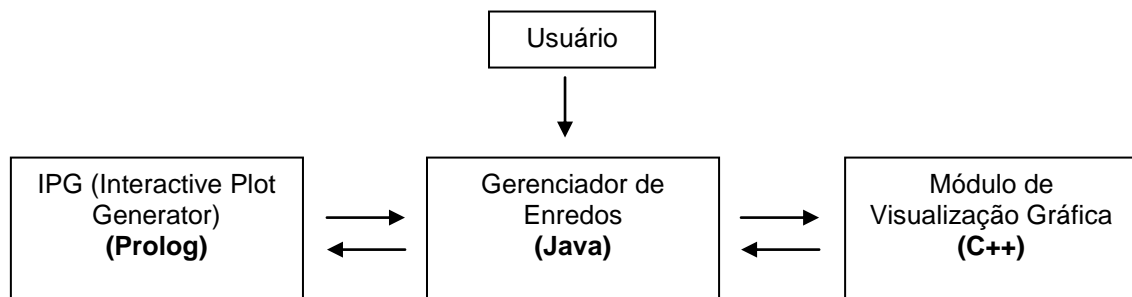 Usuário
IPG (Interactive Plot
Generator)
(Prolog)
Gerenciador de
Enredos
(Java)
Módulo de
Visualização Gráfica
(C++)